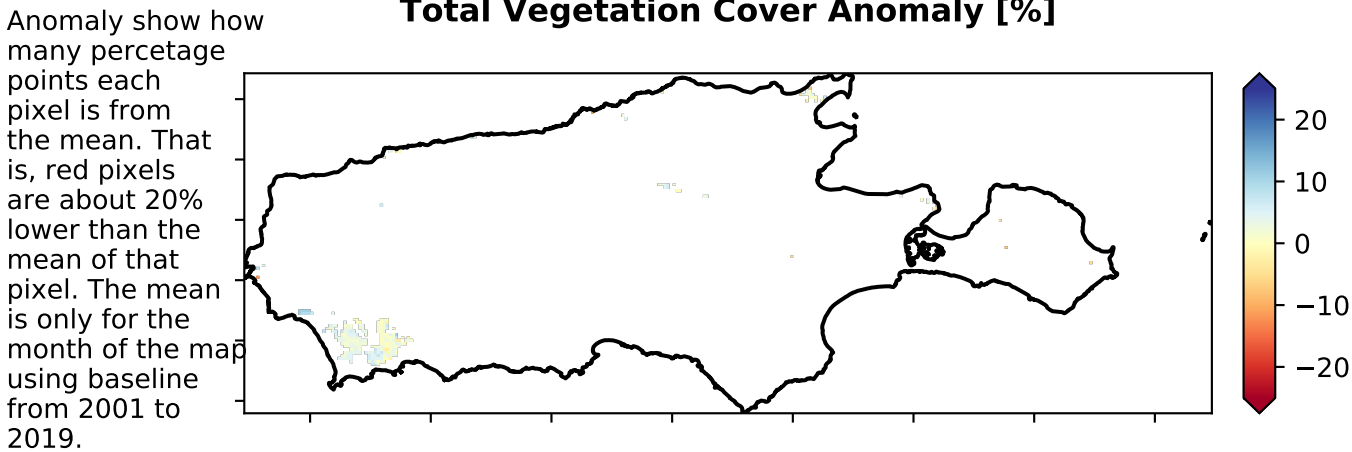 Total Vegetation Cover Anomaly [%]
Anomaly show how
many percetage
points each
pixel is from
the mean. That
is, red pixels
are about 20%
lower than the
mean of that
pixel. The mean
is only for the
month of the map
using baseline
from 2001 to
2019.
20
10
0
−10
−20